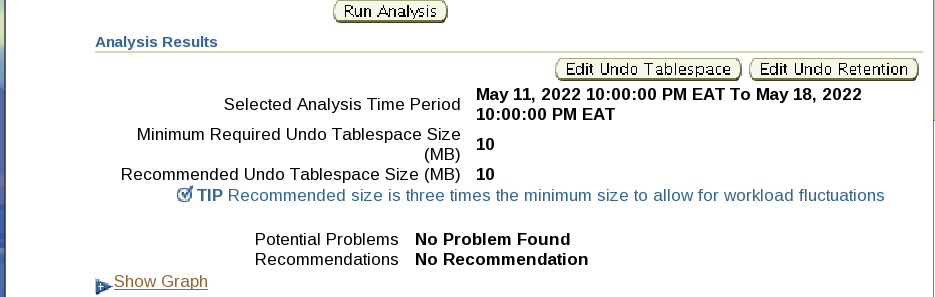 Run Analysis
Analysis Results
Edit Undo Tablespace Edit Undo Retention
Selected Analysis Time Period May 11, 2022 10:00:00 PM EAT To May 18, 2022
10:00:00 PM EAT
Minimum Required Undo Tablespace Size
(MB) 10
Recommended Undo Tablespace Size (MB) 10
TIP Recommended size is three times the minimum size to allow for workload fluctuations
Potential Problems No Problem Found
Recommendations No Recommendation
Show Graph